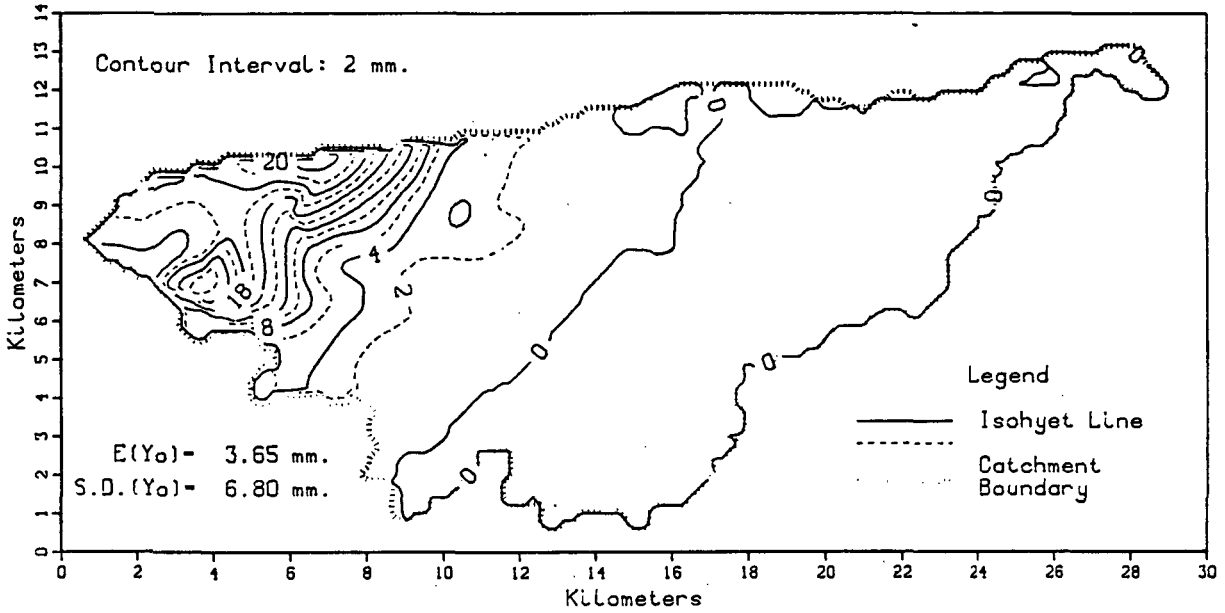 14
13
12
11
10
9
8
7
6
5
4
3
2
1
0
Kilometers
Contour Interval: 2 mm.
20
18
8
4
2
0
0
0
0
0
0
0
E(Yo)= 3.65 mm.
S.D.(Yo)= 6.80 mm.
Legend
Isohyet Line
Catchment
Boundary
0 2 4 6 8 10 12 14 16 18 20 22 24 26 28 30
Kilometers